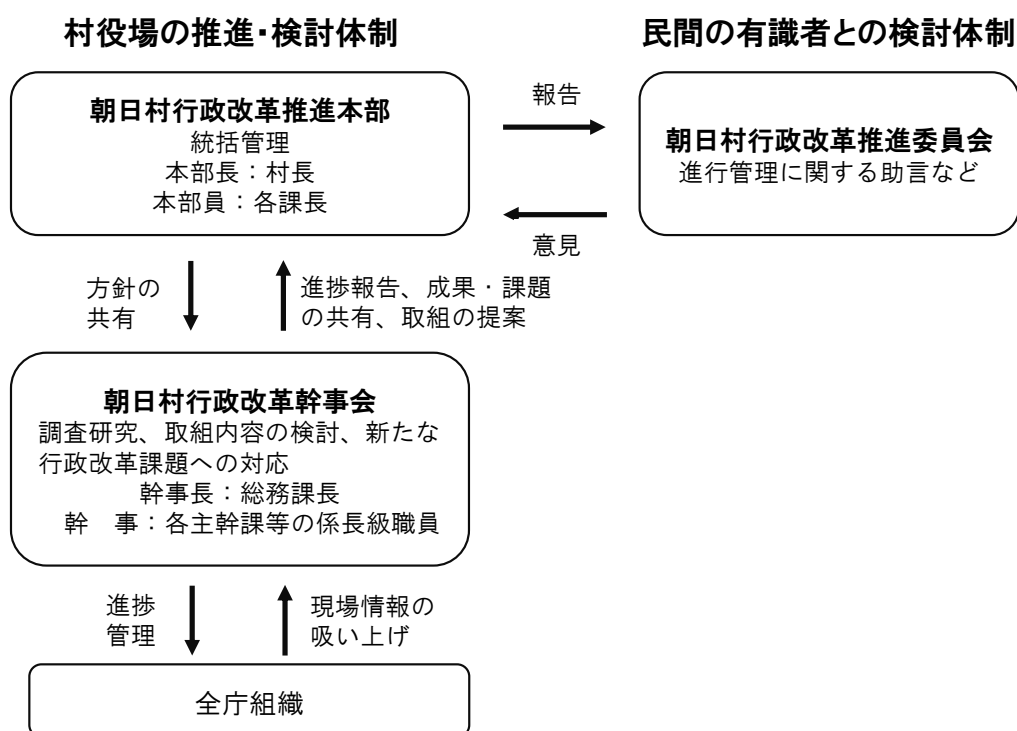 村役場の推進・検討体制
民間の有識者との検討体制
朝日村行政改革推進本部
統括管理
本部長：村長
本部員：各課長
報告
意見
朝日村行政改革推進委員会
進行管理に関する助言など
方針の
共有
進捗報告、成果・課題
の共有、取組の提案
朝日村行政改革幹事会
調査研究、取組内容の検討、新たな
行政改革課題への対応
幹事長：総務課長
幹　事：各主幹課等の係長級職員
進捗
管理
現場情報の
吸い上げ
全庁組織